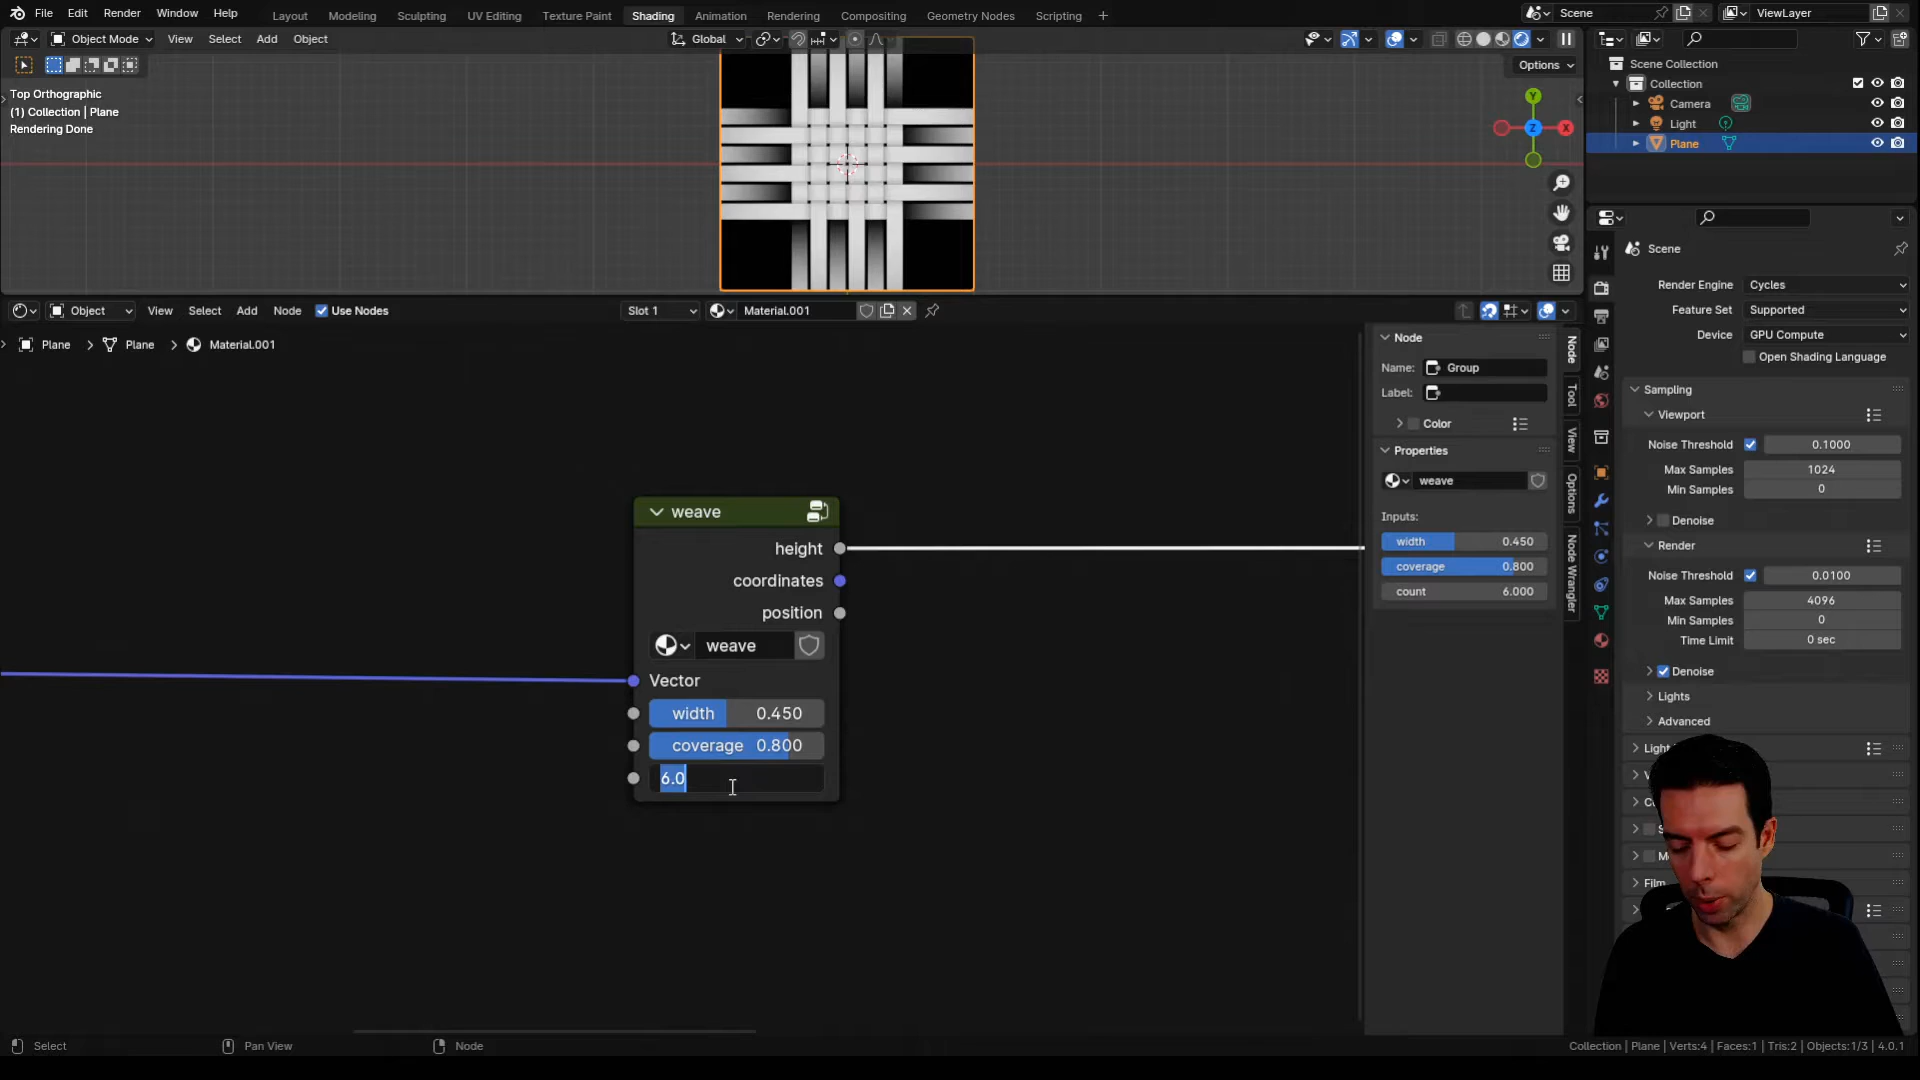 File Edit Render Window Help Layout Modeling Sculpting UV Editing Texture Paint Shading Animation Rendering Compositing Geometry Nodes Scripting + Scene ViewLayer
Object Mode View Select Add Object Global
Options
Top Orthographic
(1) Collection | Plane
Rendering Done
Y
Z
X
Scene Collection
Collection
Camera
Light
Plane
Object View Select Add Node Use Nodes Slot 1 Material.001
Plane > Plane > Material.001
weave
height
coordinates
position
weave
Vector
width 0.450
coverage 0.800
6.0
Node
Name: Group
Label:
Color
Properties
weave
Inputs:
width 0.450
coverage 0.800
count 6.000
Node
Tool
View
Options
Node Wrangler
Scene
Render Engine Cycles
Feature Set Supported
Device GPU Compute
Open Shading Language
Sampling
Viewport
Noise Threshold 0.1000
Max Samples 1024
Min Samples 0
Denoise
Render
Noise Threshold 0.0100
Max Samples 4096
Min Samples 0
Time Limit 0 sec
Denoise
Lights
Advanced
Film
Select Pan View Node
Collection | Plane | Verts:4 | Faces:1 | Tris:2 | Objects:1/3 | 4.0.1